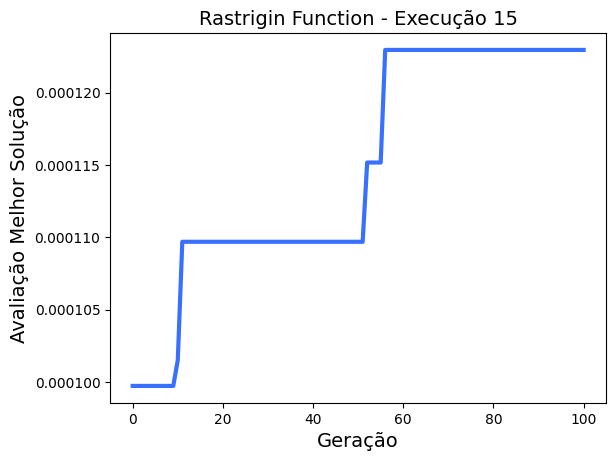 Rastrigin Function - Execução 15
Avaliação Melhor Solução
0.000120
0.000115
0.000110
0.000105
0.000100
0 20 40 60 80 100
Geração